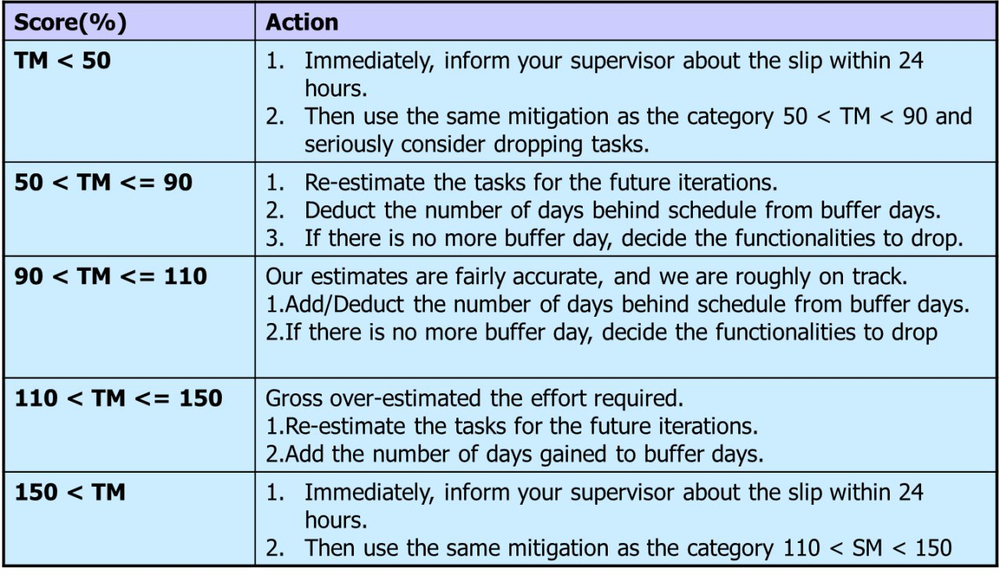 Score(%)
Action
TM < 50
1. Immediately, inform your supervisor about the slip within 24
hours.
2. Then use the same mitigation as the category 50 < TM < 90 and
seriously consider dropping tasks.
50 < TM <= 90
1. Re-estimate the tasks for the future iterations.
2. Deduct the number of days behind schedule from buffer days.
3. If there is no more buffer day, decide the functionalities to drop.
90 < TM <= 110
Our estimates are fairly accurate, and we are roughly on track.
1.Add/Deduct the number of days behind schedule from buffer days.
2.If there is no more buffer day, decide the functionalities to drop
110 < TM <= 150
Gross over-estimated the effort required.
1.Re-estimate the tasks for the future iterations.
2.Add the number of days gained to buffer days.
150 < TM
1. Immediately, inform your supervisor about the slip within 24
hours.
2. Then use the same mitigation as the category 110 < SM < 150